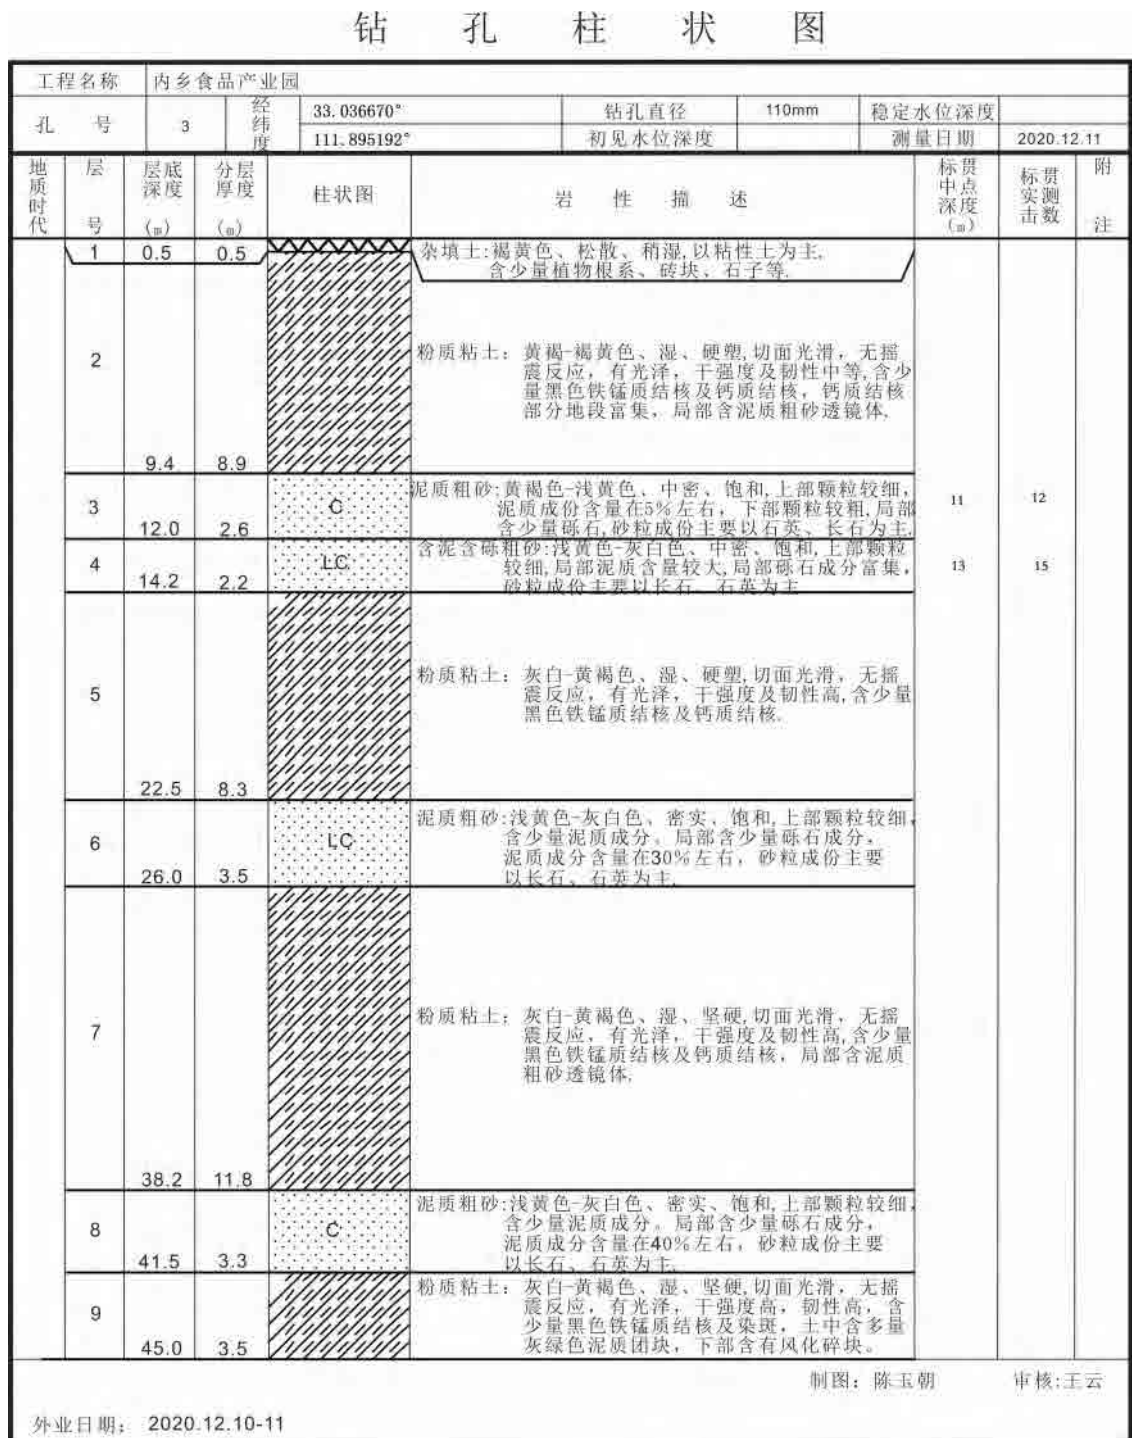 钻孔柱状图
工程名称 内乡食品产业园
孔号 3 经纬度 33.036670° 钻孔直径 110mm 稳定水位深度
111.895192° 初见水位深度 测量日期 2020.12.11
地质时代 层号 层底深度(m) 分层厚度(m) 柱状图 岩性描述 标贯中点深度(m) 标贯实测击数 附注
1 0.5 0.5 杂填土:褐黄色、松散、稍湿,以粘性土为主.
含少量植物根系、砖块、石子等.
2 9.4 8.9 粉质粘土：黄褐-褐黄色、湿、硬塑,切面光滑，无摇
震反应，有光泽，干强度及韧性中等,含少
量黑色铁锰质结核及钙质结核，钙质结核
部分地段富集，局部含泥质粗砂透镜体.
3 12.0 2.6 C 泥质粗砂:黄褐色-浅黄色、中密、饱和,上部颗粒较细， 11 12
泥质成份含量在5%左右，下部颗粒较粗,局部
含少量砾石,砂粒成份主要以石英、长石为主.
4 14.2 2.2 LC 含泥含砾粗砂:浅黄色-灰白色、中密、饱和,上部颗粒 13 15
较细,局部泥质含量较大,局部砾石成分富集，
砂粒成份主要以长石、石英为主
5 22.5 8.3 粉质粘土：灰白-黄褐色、湿、硬塑,切面光滑，无摇
震反应，有光泽，干强度及韧性高,含少量
黑色铁锰质结核及钙质结核.
6 26.0 3.5 LC 泥质粗砂:浅黄色-灰白色、密实、饱和,上部颗粒较细，
含少量泥质成分。局部含少量砾石成分，
泥质成分含量在30%左右，砂粒成份主要
以长石、石英为主.
7 38.2 11.8 粉质粘土：灰白-黄褐色、湿、坚硬,切面光滑，无摇
震反应，有光泽，干强度及韧性高,含少量
黑色铁锰质结核及钙质结核，局部含泥质
粗砂透镜体.
8 41.5 3.3 C 泥质粗砂:浅黄色-灰白色、密实、饱和,上部颗粒较细，
含少量泥质成分。局部含少量砾石成分，
泥质成分含量在40%左右，砂粒成份主要
以长石、石英为主.
9 45.0 3.5 粉质粘土：灰白-黄褐色、湿、坚硬,切面光滑，无摇
震反应，有光泽，干强度高，韧性高，含
少量黑色铁锰质结核及染斑，土中含多量
灰绿色泥质团块，下部含有风化碎块。
制图：陈玉朝 审核:王云
外业日期： 2020.12.10-11